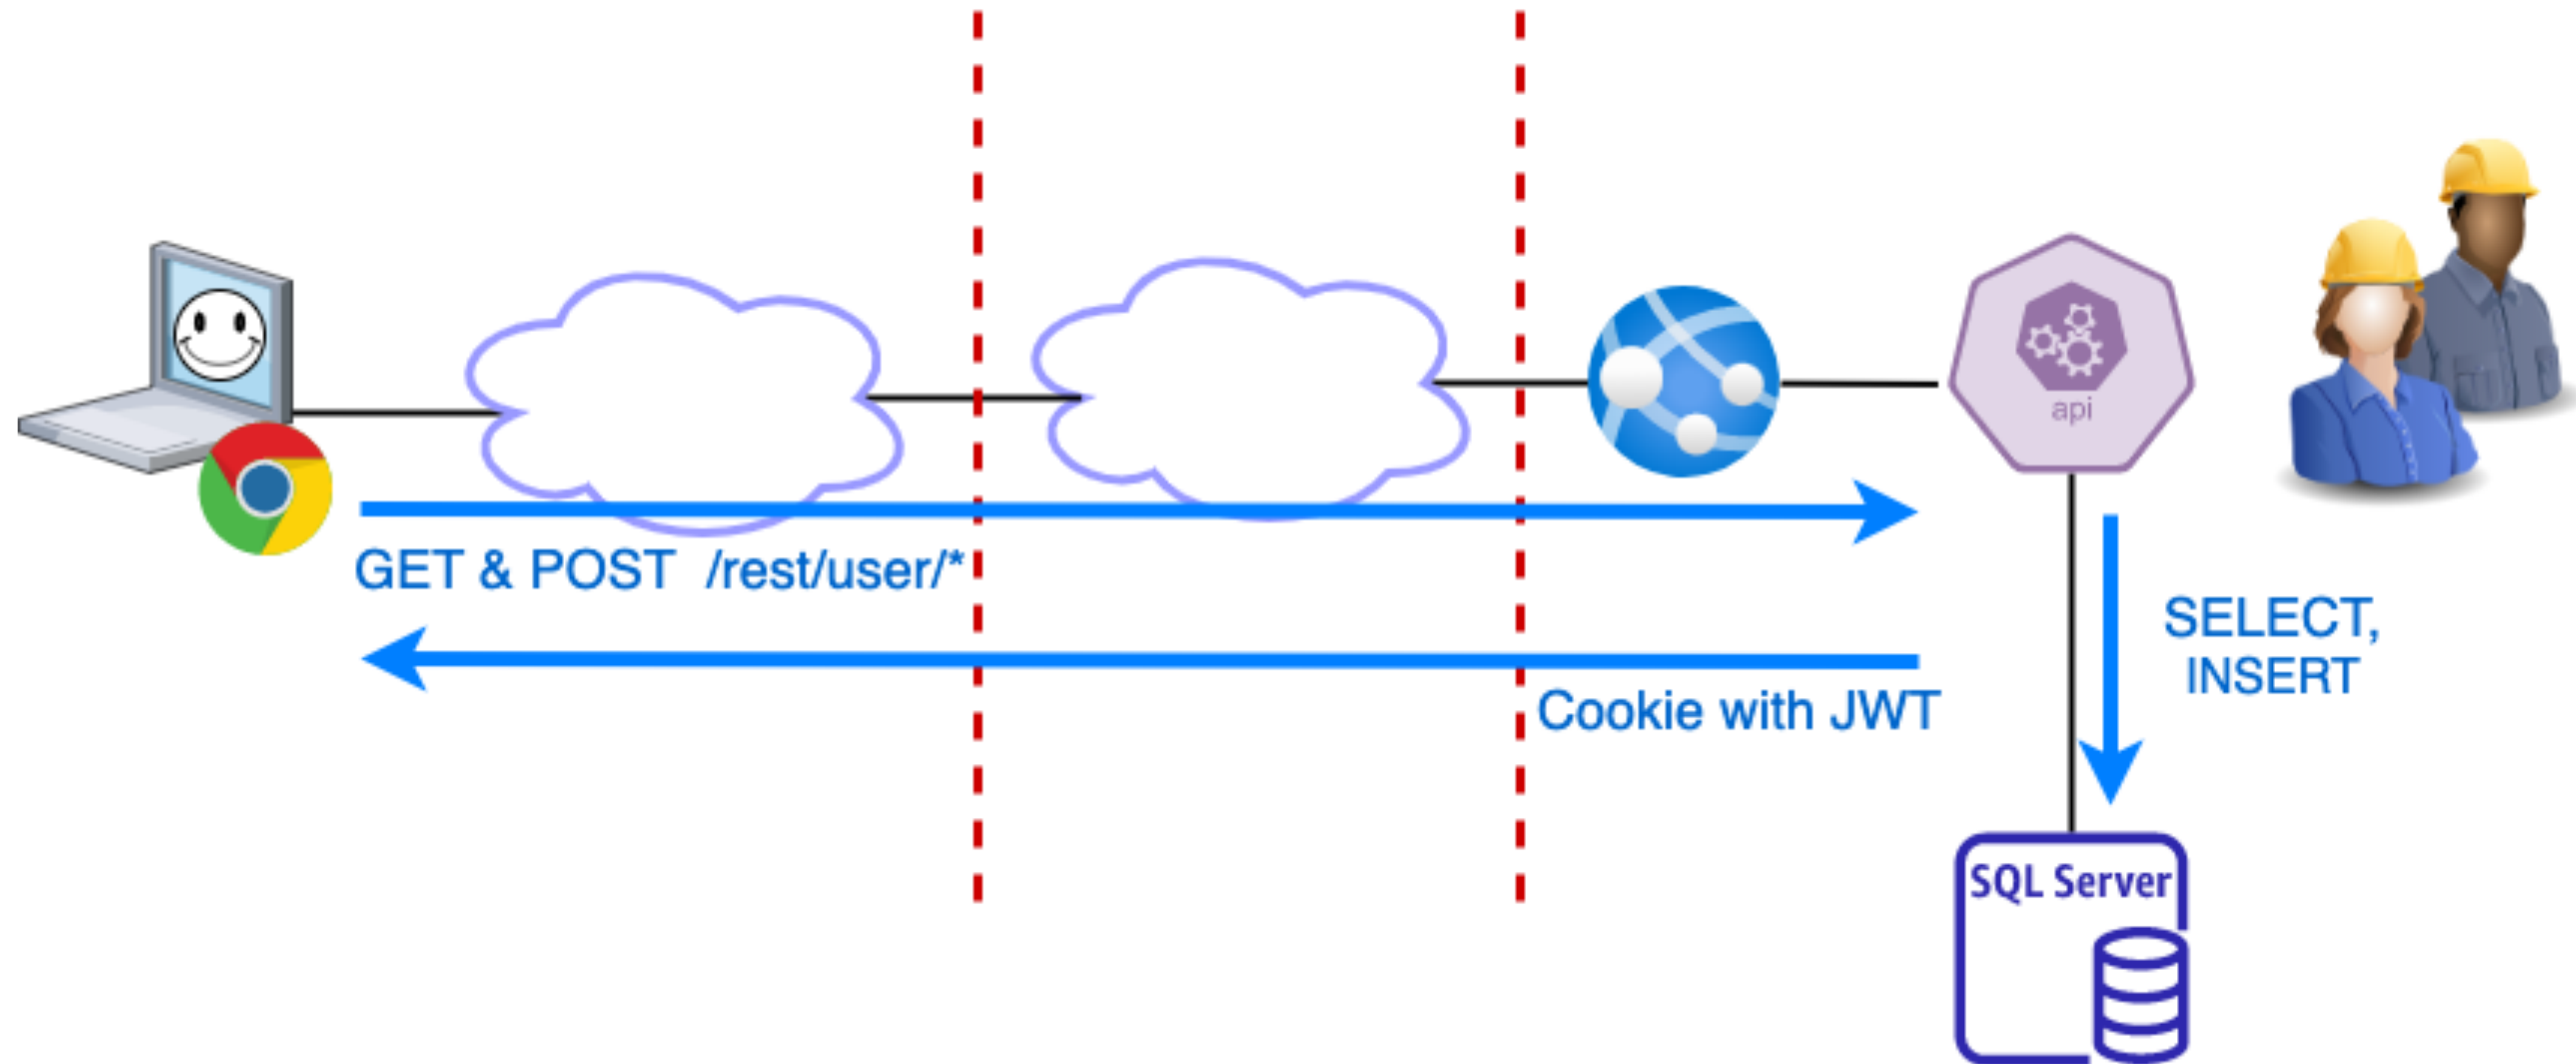 api
GET & POST /rest/user/*
SELECT,
INSERT
Cookie with JWT
SQL Server